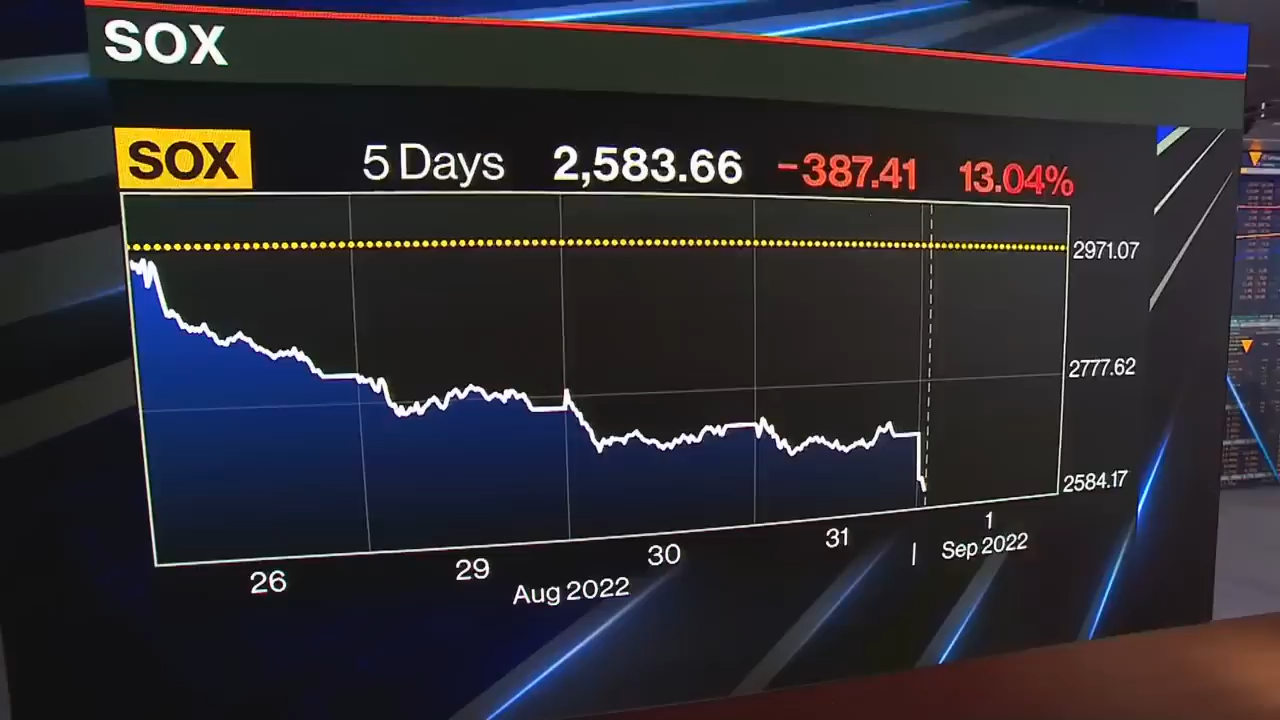 SOX
SOX 5 Days 2,583.66 -387.41 13.04%
2971.07
2777.62
2584.17
26 29 30 31 1
Aug 2022 | Sep 2022